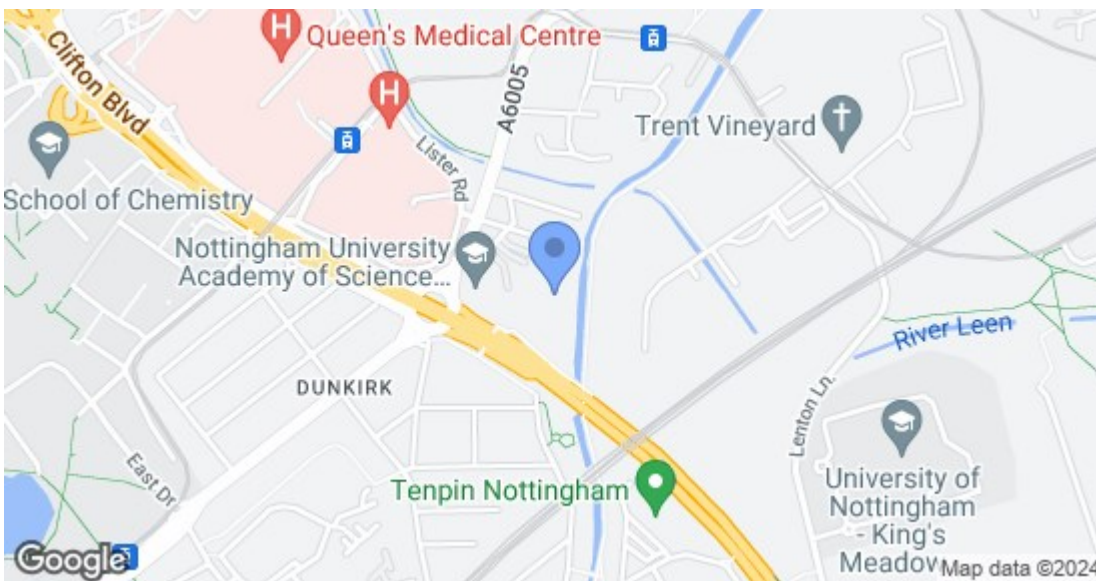 Clifton Blvd
H
Queen's Medical Centre
H
A6005
Lister Rd
Trent Vineyard
School of Chemistry
Nottingham University
Academy of Science...
River Leen
DUNKIRK
Lenton Ln.
East Dr
Tenpin Nottingham
University of
Nottingham
- King's
Meadow
Google
Map data ©2024